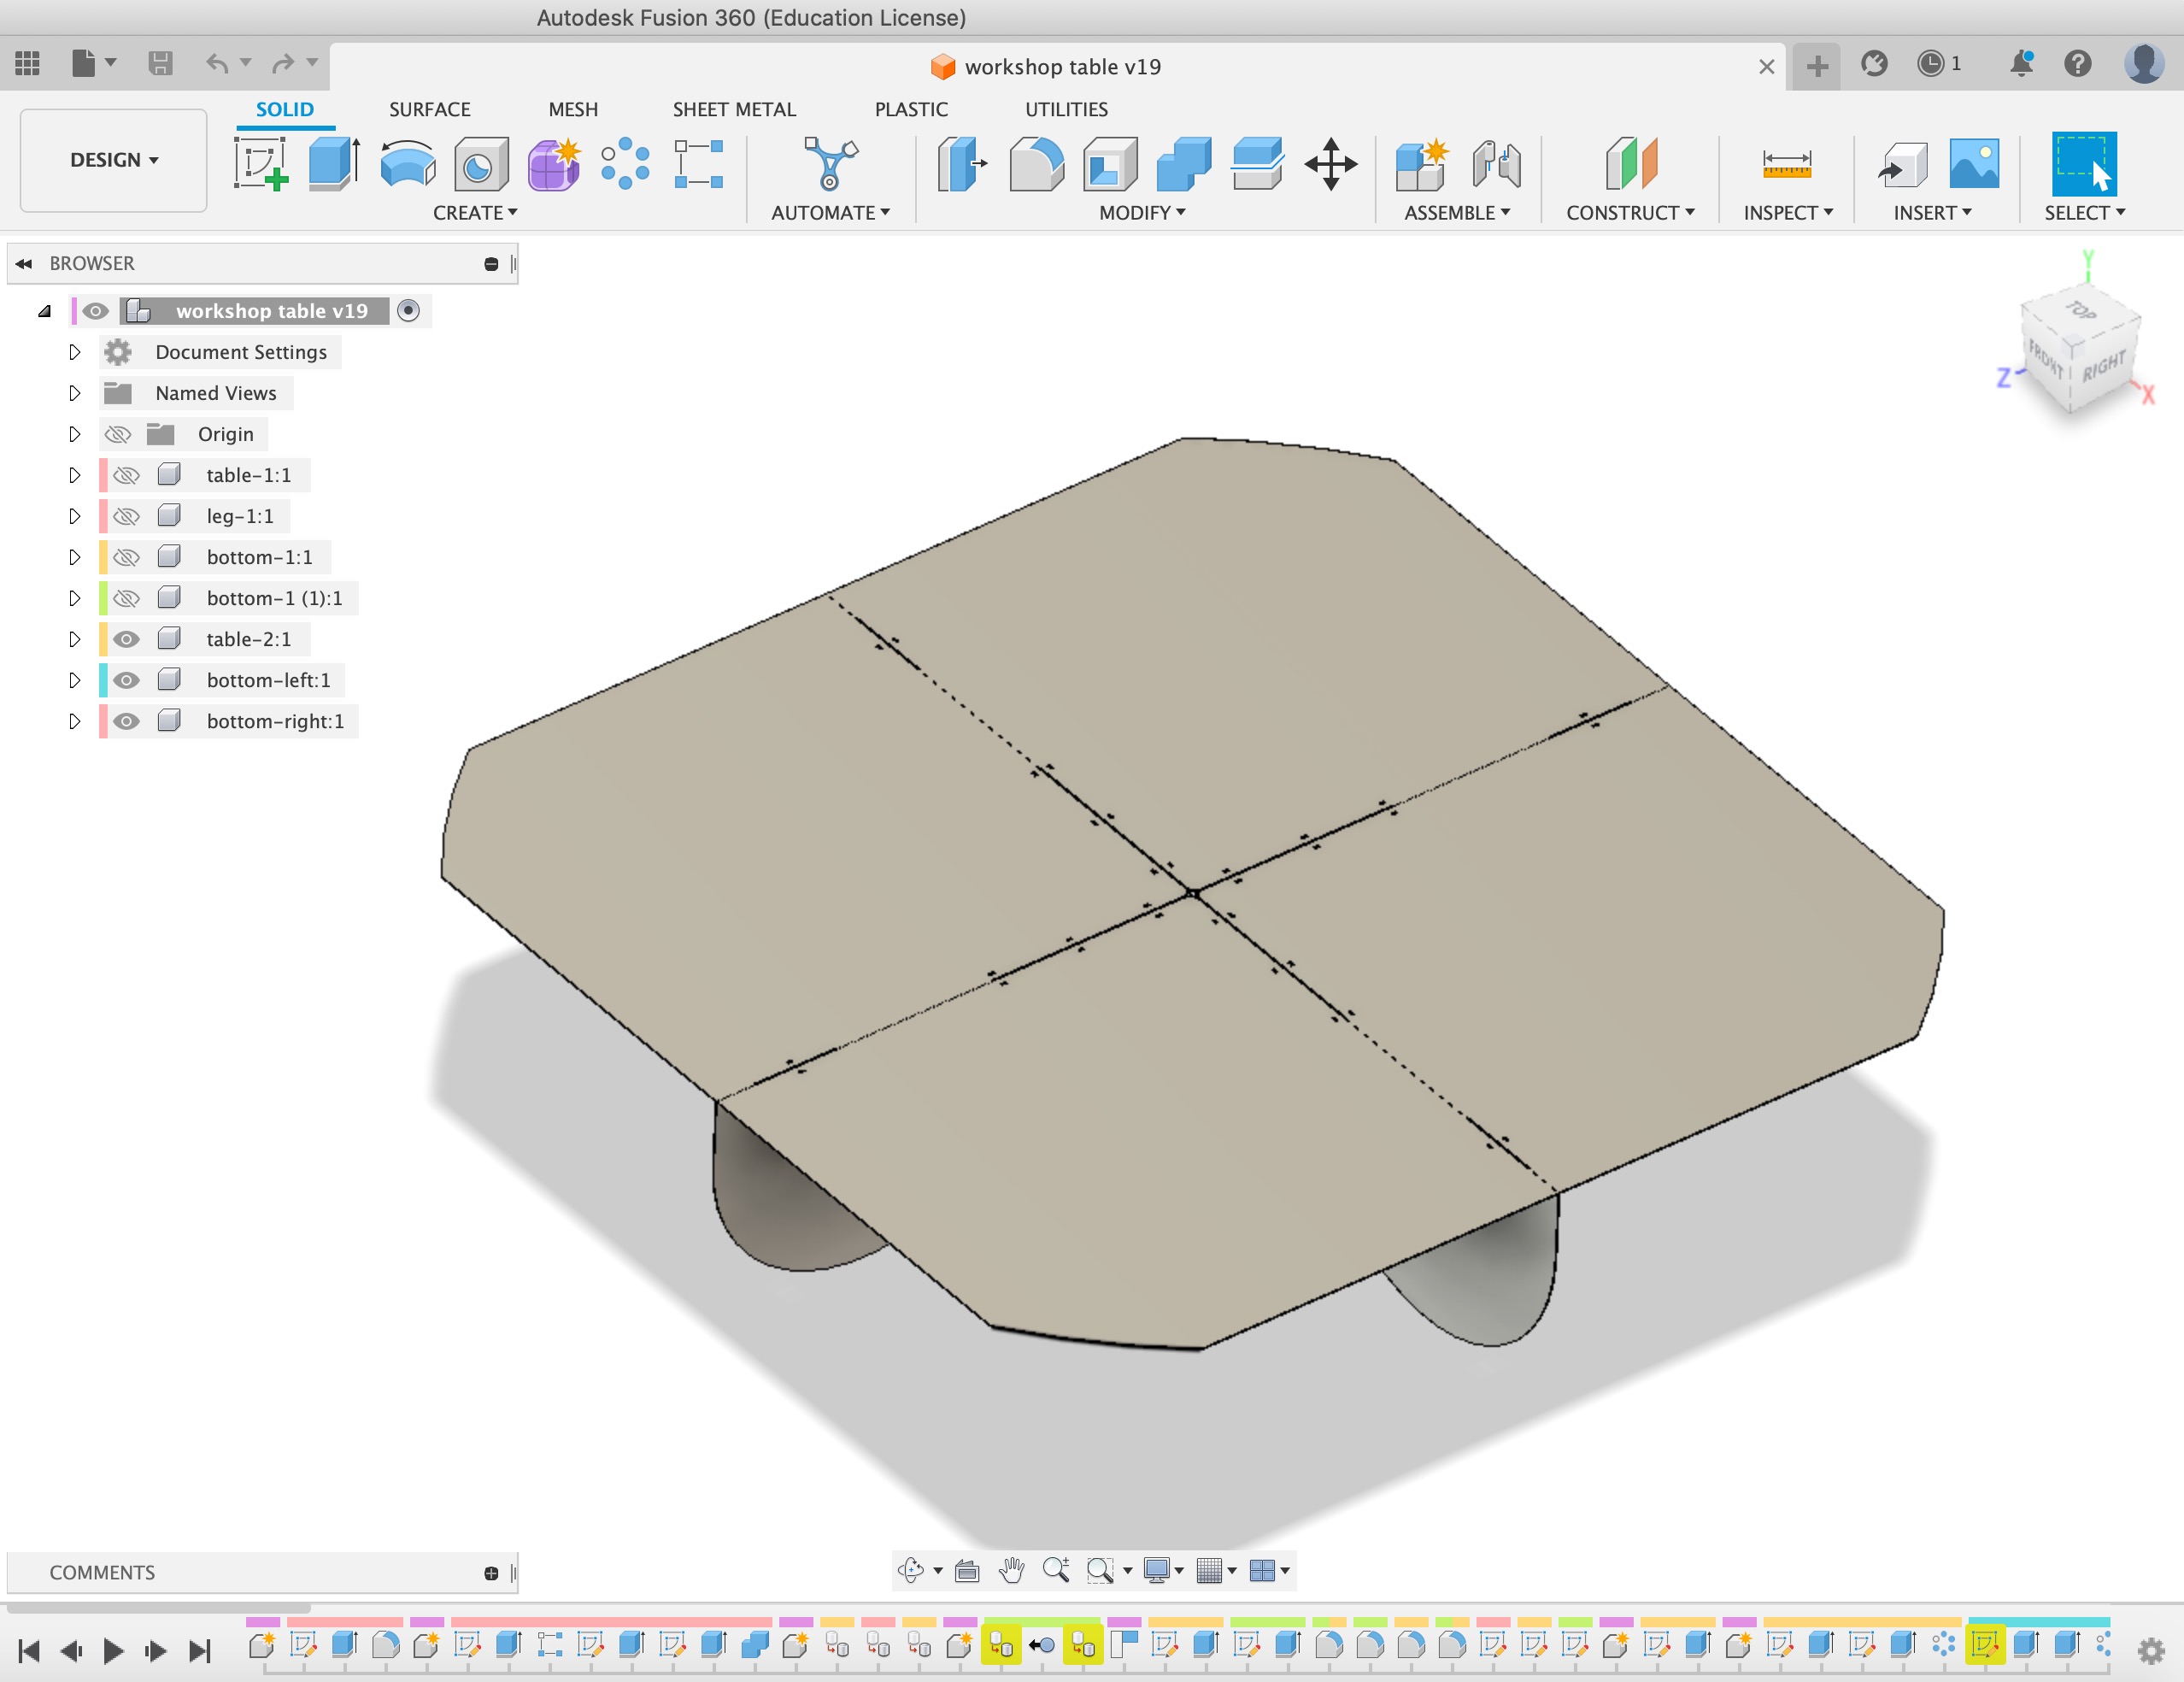 Autodesk Fusion 360 (Education License)
workshop table v19
1
SOLID SURFACE MESH SHEET METAL PLASTIC UTILITIES
DESIGN
CREATE AUTOMATE MODIFY ASSEMBLE CONSTRUCT INSPECT INSERT SELECT
BROWSER
workshop table v19
Document Settings
Named Views
Origin
table-1:1
leg-1:1
bottom-1:1
bottom-1 (1):1
table-2:1
bottom-left:1
bottom-right:1
Y
TOP
FRONT
RIGHT
Z
X
COMMENTS